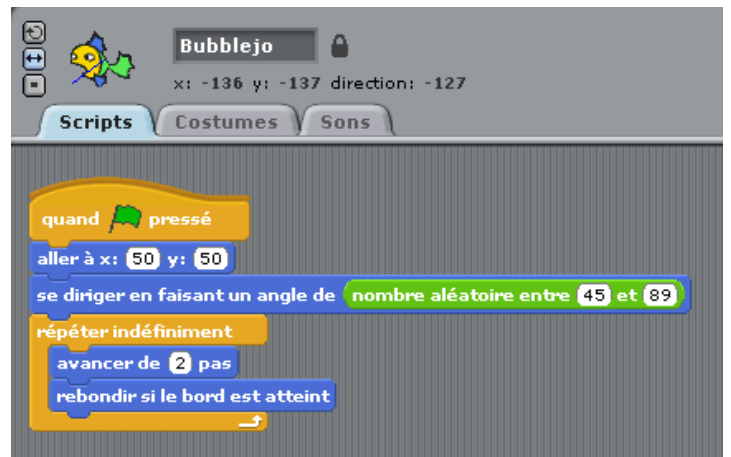 Bubblejo
x: -136 y: -137 direction: -127
Scripts Costumes Sons
quand pressé
aller à x: 50 y: 50
se diriger en faisant un angle de nombre aléatoire entre 45 et 89
répéter indéfiniment
avancer de 2 pas
rebondir si le bord est atteint